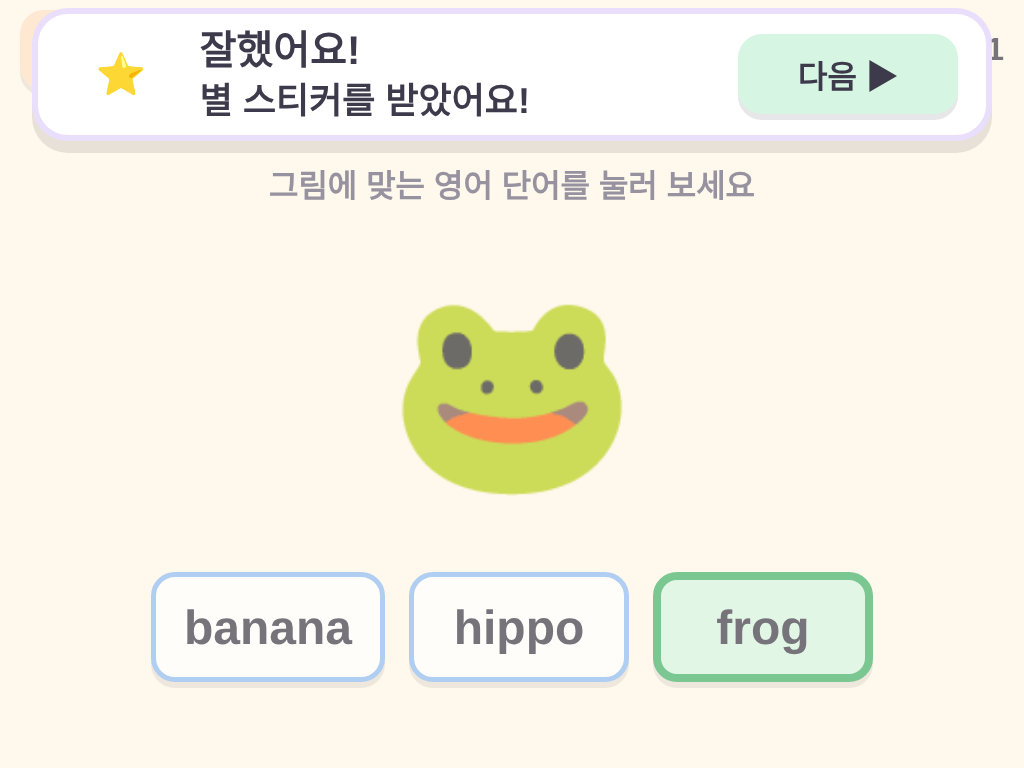 잘했어요!
별 스티커를 받았어요!
다음 ▶
그림에 맞는 영어 단어를 눌러 보세요
banana
hippo
frog